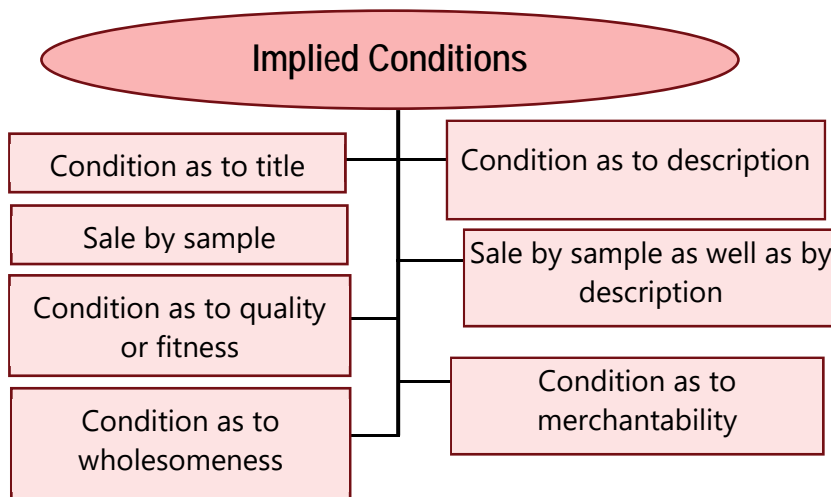 Implied Conditions
Condition as to title
Condition as to description
Sale by sample
Sale by sample as well as by
description
Condition as to quality
or fitness
Condition as to
merchantability
Condition as to
wholesomeness